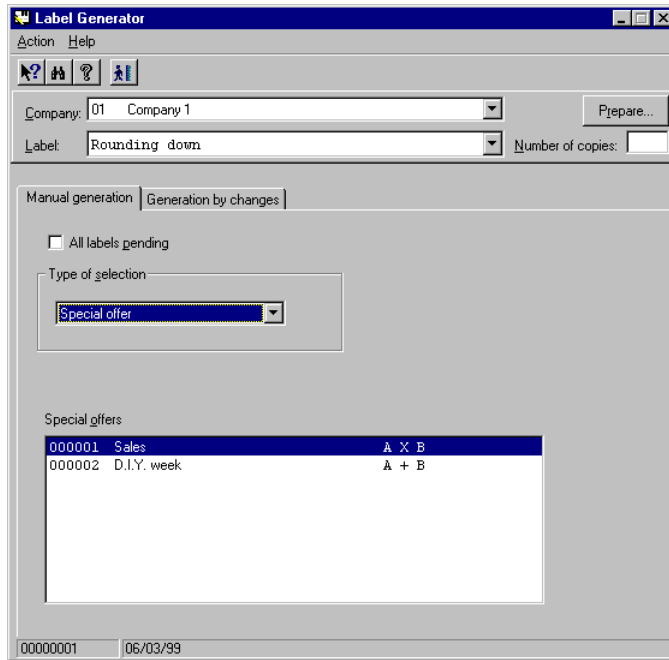 Label Generator
Action Help
Company: 01 Company 1 Prepare...
Label: Rounding down Number of copies:
Manual generation Generation by changes
All labels pending
Type of selection
Special offer
Special offers
000001 Sales A X B
000002 D.I.Y. week A + B
00000001 06/03/99